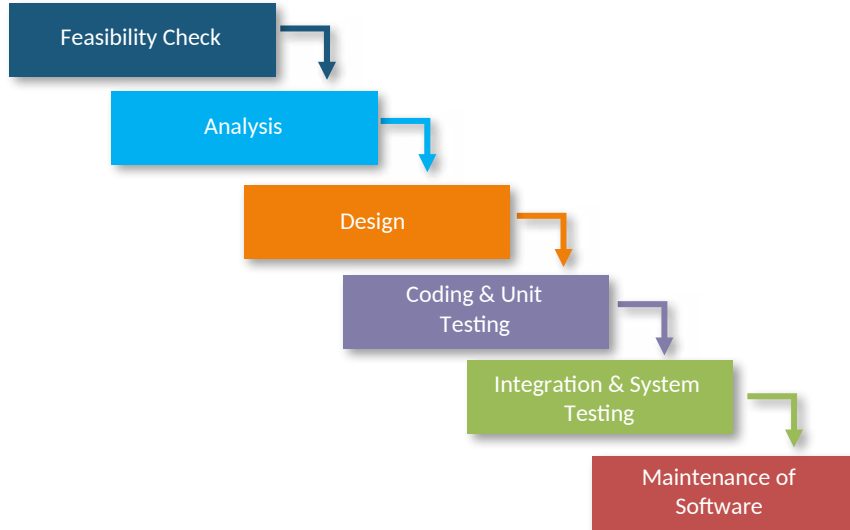 Feasibility Check
Analysis
Design
Coding & Unit
Testing
Integration & System
Testing
Maintenance of
Software